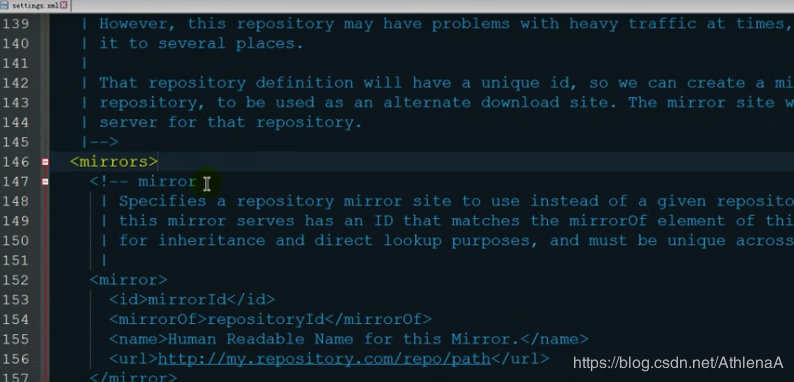 settings.xml
139 | However, this repository may have problems with heavy traffic at times,
140 | it to several places.
141 |
142 | That repository definition will have a unique id, so we can create a mi
143 | repository, to be used as an alternate download site. The mirror site w
144 | server for that repository.
145 |-->
146 <mirrors>
147 <!-- mirror
148 | Specifies a repository mirror site to use instead of a given reposito
149 | this mirror serves has an ID that matches the mirrorOf element of thi
150 | for inheritance and direct lookup purposes, and must be unique across
151 |
152 <mirror>
153 <id>mirrorId</id>
154 <mirrorOf>repositoryId</mirrorOf>
155 <name>Human Readable Name for this Mirror.</name>
156 <url>http://my.repository.com/repo/path</url>
157 </mirror>
https://blog.csdn.net/AthlenaA